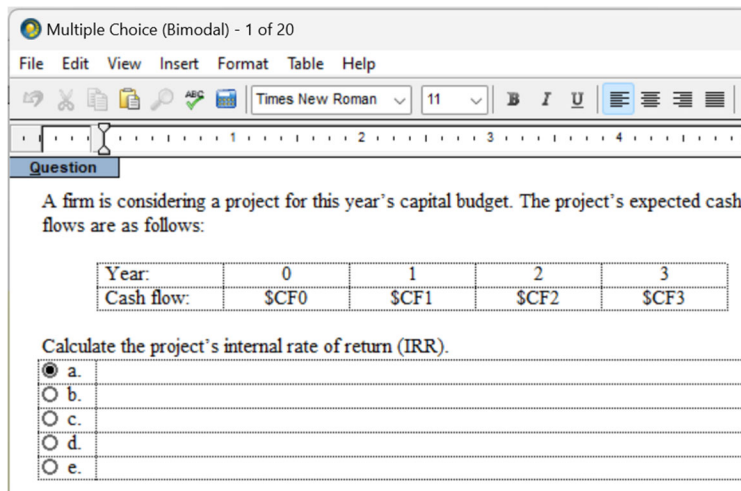 Multiple Choice (Bimodal) - 1 of 20
File Edit View Insert Format Table Help
ABC Times New Roman 11 B I U
1 2 3 4
Question
A firm is considering a project for this year's capital budget. The project's expected cash
flows are as follows:
Year: 0 1 2 3
Cash flow: $CF0 $CF1 $CF2 $CF3
Calculate the project's internal rate of return (IRR).
a.
b.
c.
d.
e.